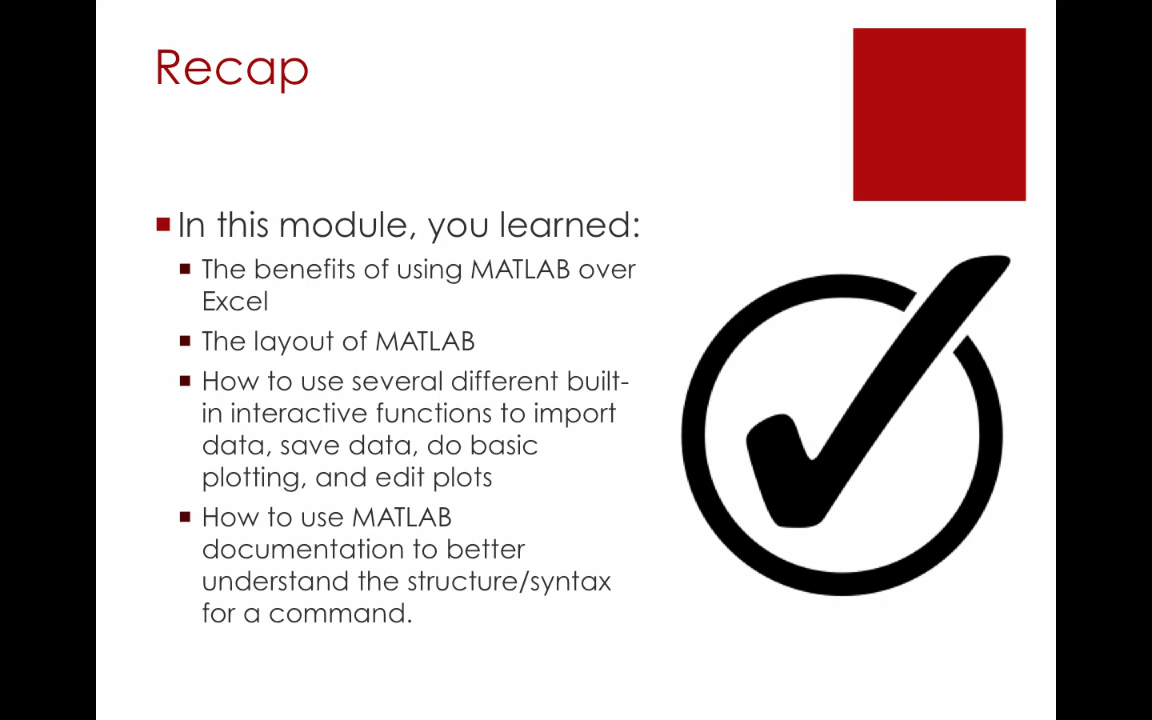 Recap
In this module, you learned:
The benefits of using MATLAB over
Excel
The layout of MATLAB
How to use several different built-
in interactive functions to import
data, save data, do basic
plotting, and edit plots
How to use MATLAB
documentation to better
understand the structure/syntax
for a command.